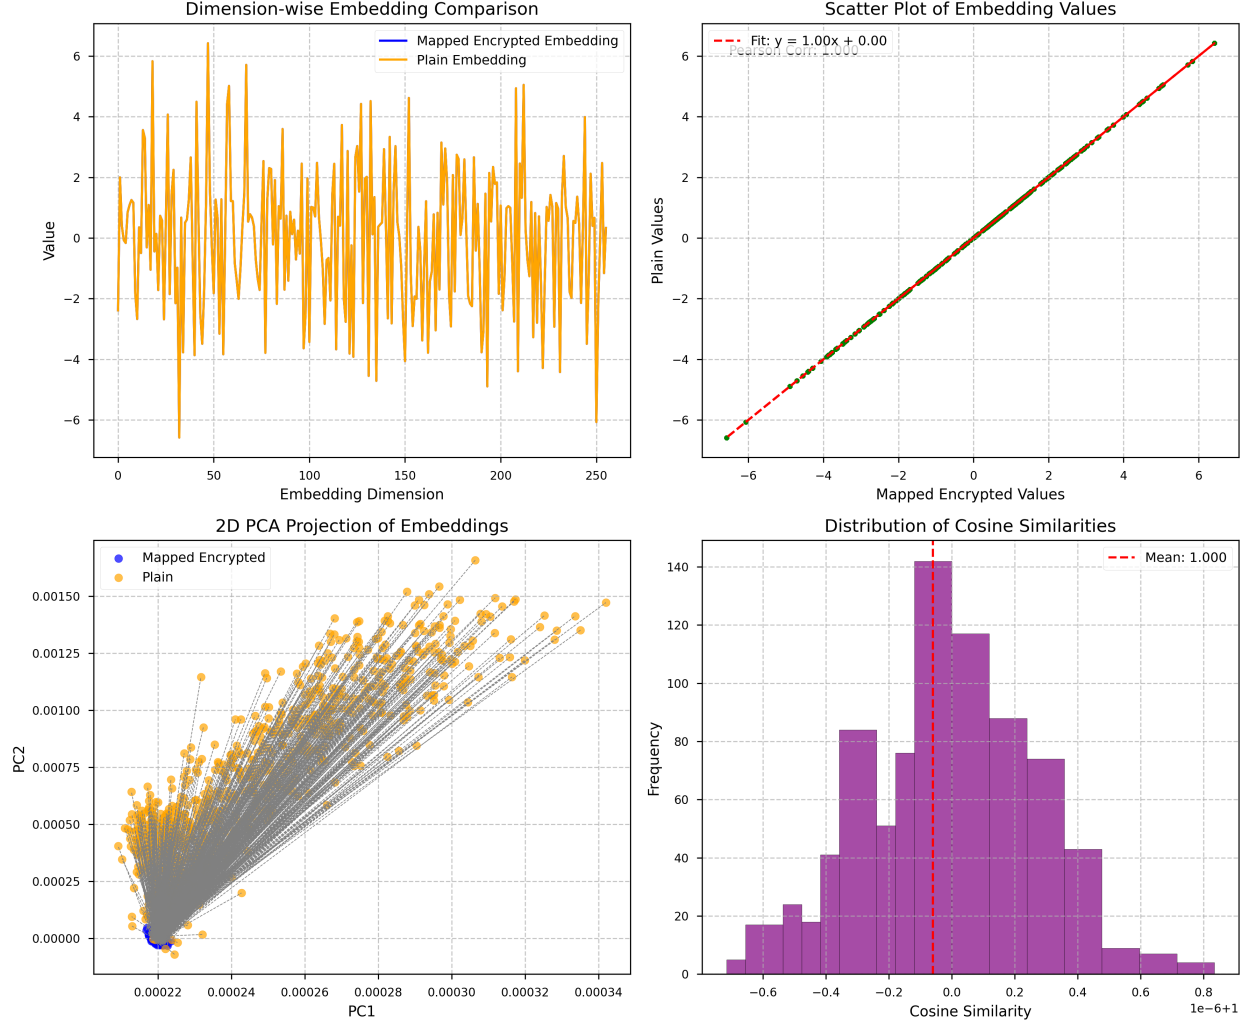 Dimension-wise Embedding Comparison
Mapped Encrypted Embedding
Plain Embedding
Value
6
4
2
0
−2
−4
−6
0
50
100
150
200
250
Embedding Dimension
Scatter Plot of Embedding Values
Fit: y = 1.00x + 0.00
Pearson Corr: 1.000
Plain Values
6
4
2
0
−2
−4
−6
−6
−4
−2
0
2
4
6
Mapped Encrypted Values
2D PCA Projection of Embeddings
Mapped Encrypted
Plain
PC2
0.00150
0.00125
0.00100
0.00075
0.00050
0.00025
0.00000
0.00022
0.00024
0.00026
0.00028
0.00030
0.00032
0.00034
PC1
Distribution of Cosine Similarities
Mean: 1.000
Frequency
140
120
100
80
60
40
20
0
−0.6
−0.4
−0.2
0.0
0.2
0.4
0.6
0.8
1e−6+1
Cosine Similarity